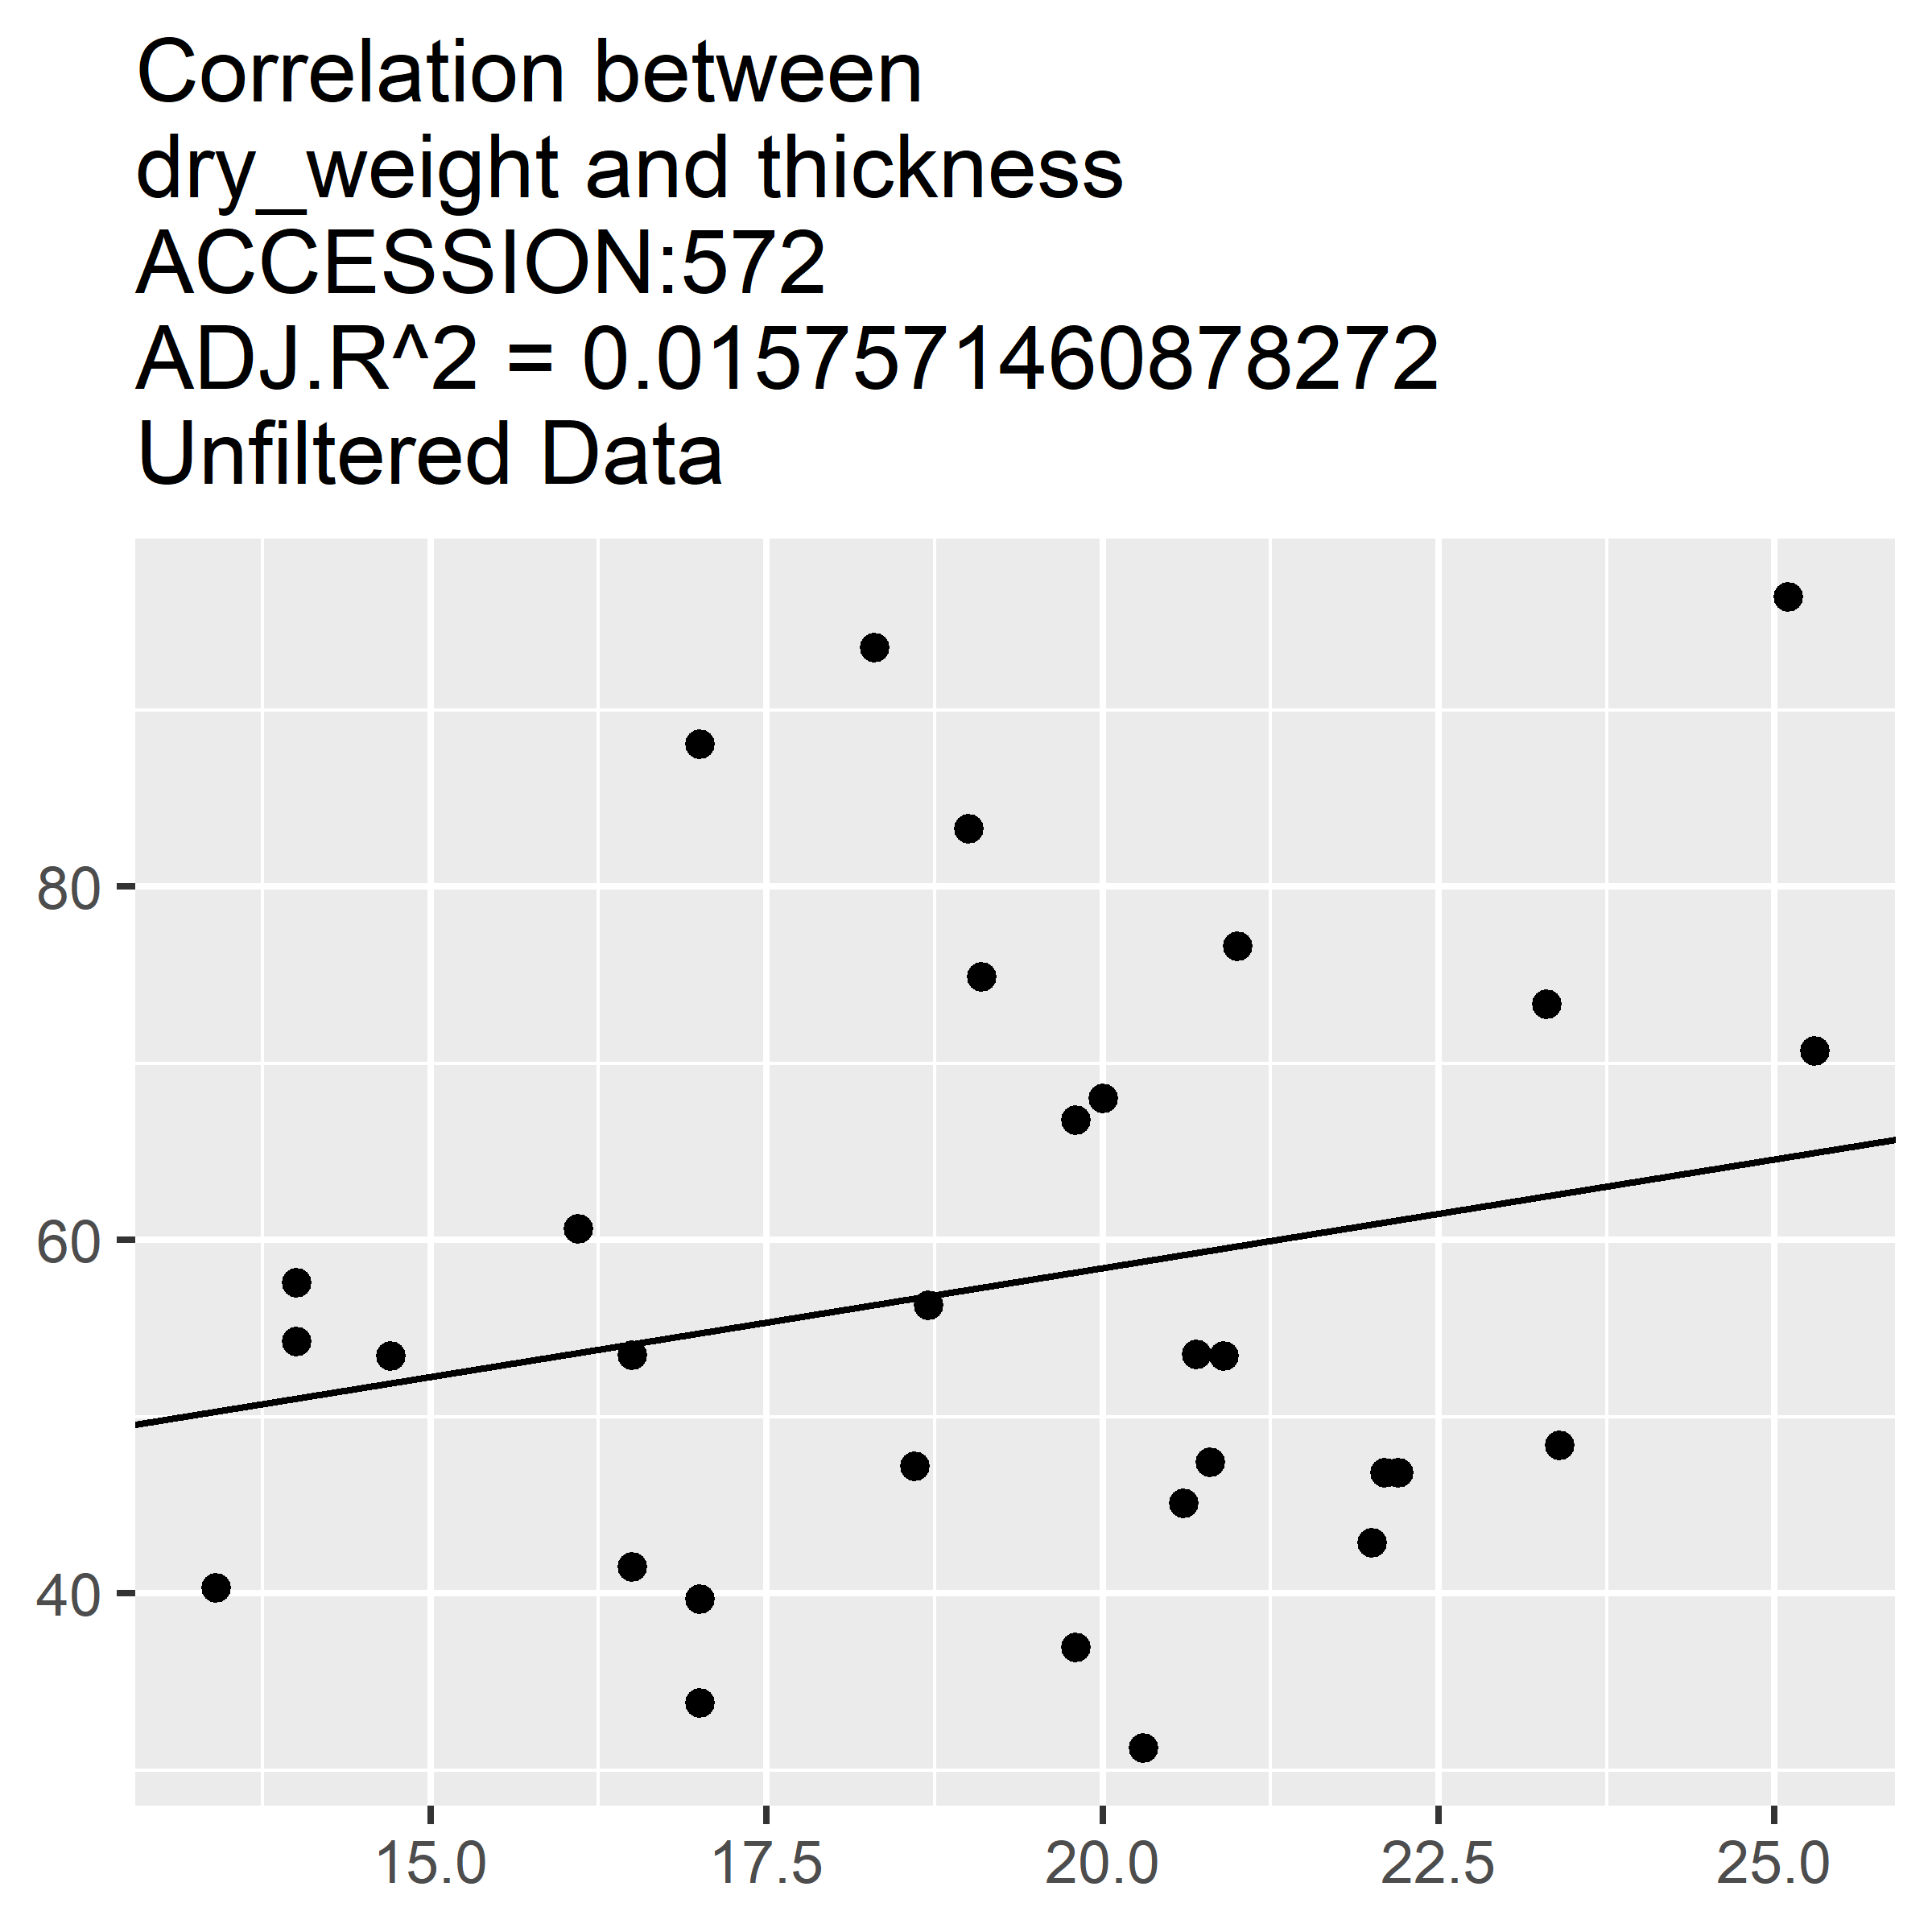 Correlation between
dry_weight and thickness
ACCESSION:572
ADJ.R^2 = 0.0157571460878272
Unfiltered Data
80
60
40
15.0 17.5 20.0 22.5 25.0